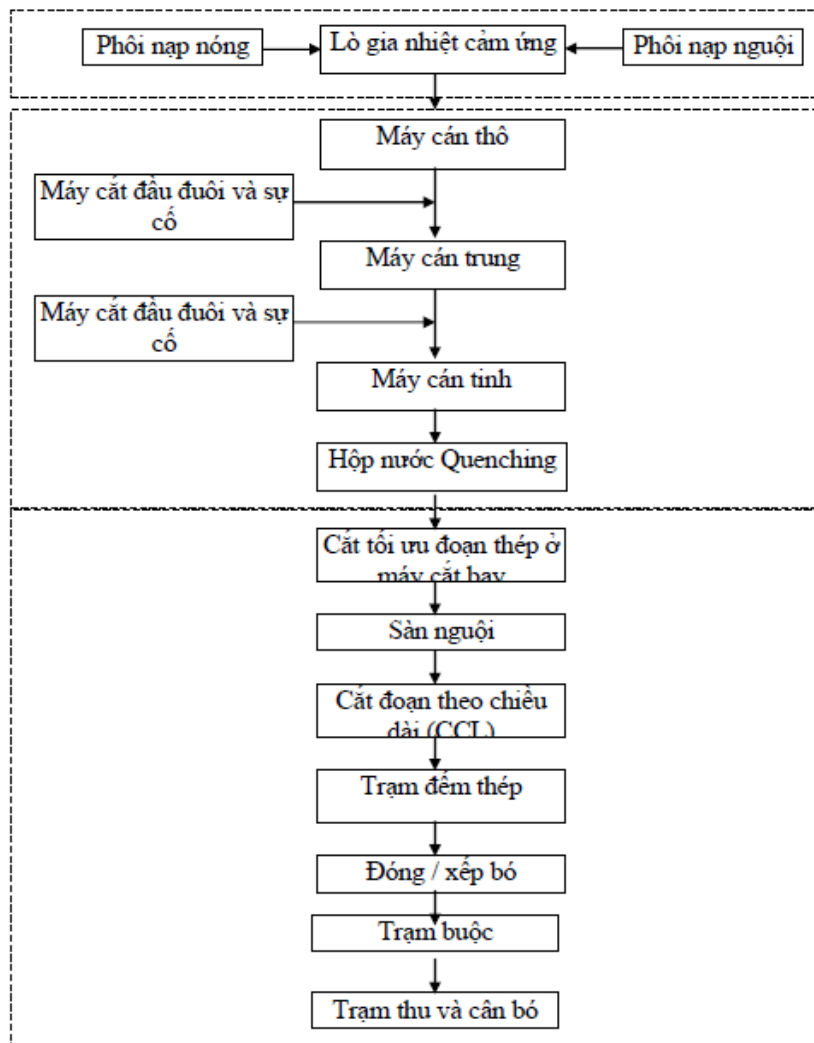 Phôi nạp nóng
Lò gia nhiệt cảm ứng
Phôi nạp nguội
Máy cán thô
Máy cắt đầu đuôi và sự
cố
Máy cán trung
Máy cắt đầu đuôi và sự
cố
Máy cán tinh
Hộp nước Quenching
Cắt tối ưu đoạn thép ở
máy cắt bay
Sàn nguội
Cắt đoạn theo chiều
dài (CCL)
Trạm đếm thép
Đóng / xếp bó
Trạm buộc
Trạm thu và cân bó